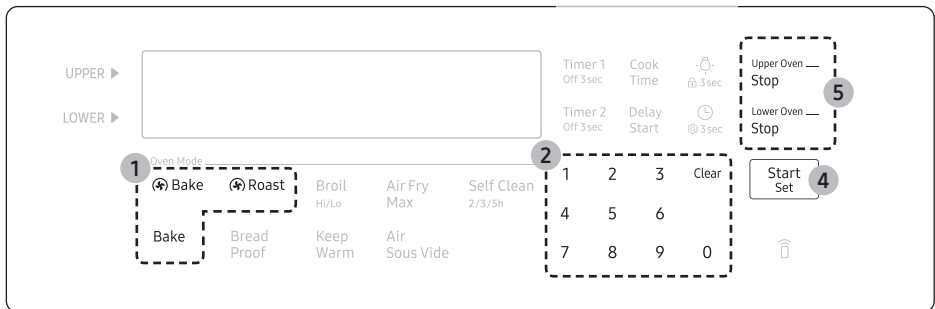 UPPER ▶
LOWER ▶
Timer 1
Off 3 sec
Cook
Time
3 sec
Timer 2
Off 3 sec
Delay
Start
3 sec
Upper Oven
Stop
Lower Oven
Stop
5
1
Oven Mode
Bake
Roast
Broil
Hi/Lo
Air Fry
Max
Self Clean
2/3/5h
Bake
Bread
Proof
Keep
Warm
Air
Sous Vide
2
1 2 3 Clear
4 5 6
7 8 9 0
Start
Set
4